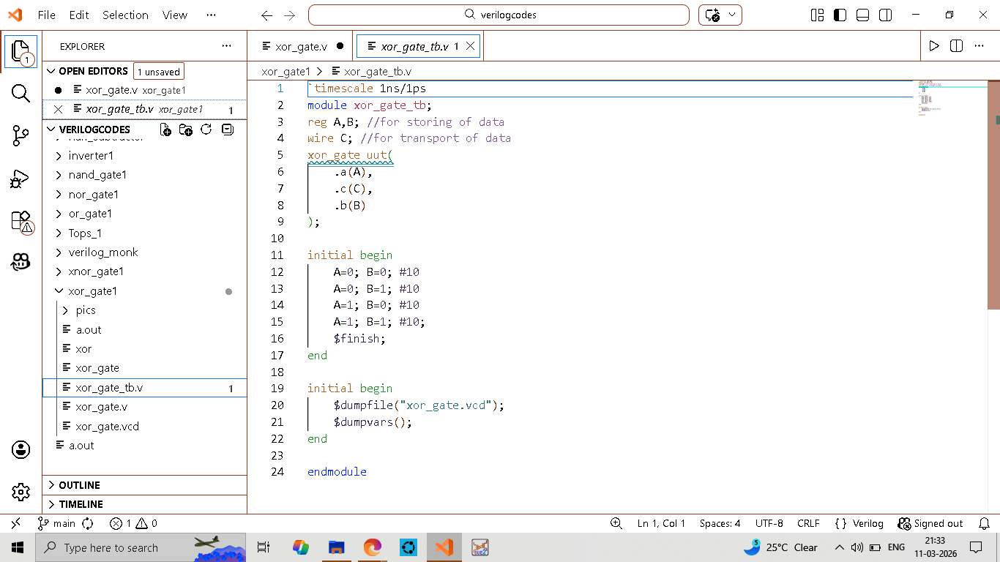 File Edit Selection View ···
verilogcodes
EXPLORER ···
1
OPEN EDITORS 1 unsaved
xor_gate.v xor_gate1
xor_gate_tb.v xor_gate1 1
VERILOGCODES
inverter1
nand_gate1
nor_gate1
or_gate1
Tops_1
verilog_monk
xnor_gate1
xor_gate1
pics
a.out
xor
xor_gate
xor_gate_tb.v 1
xor_gate.v
xor_gate.vcd
a.out
OUTLINE
TIMELINE
xor_gate.v
xor_gate_tb.v 1
···
xor_gate1 > xor_gate_tb.v
1 `timescale 1ns/1ps
2 module xor_gate_tb;
3 reg A,B; //for storing of data
4 wire C; //for transport of data
5 xor_gate uut(
6 .a(A),
7 .c(C),
8 .b(B)
9 );
10
11 initial begin
12 A=0; B=0; #10
13 A=0; B=1; #10
14 A=1; B=0; #10
15 A=1; B=1; #10;
16 $finish;
17 end
18
19 initial begin
20 $dumpfile("xor_gate.vcd");
21 $dumpvars();
22 end
23
24 endmodule
main 1 0
Ln 1, Col 1 Spaces: 4 UTF-8 CRLF {} Verilog Signed out
Type here to search
5 25°C Clear ENG
21:33
11-03-2026